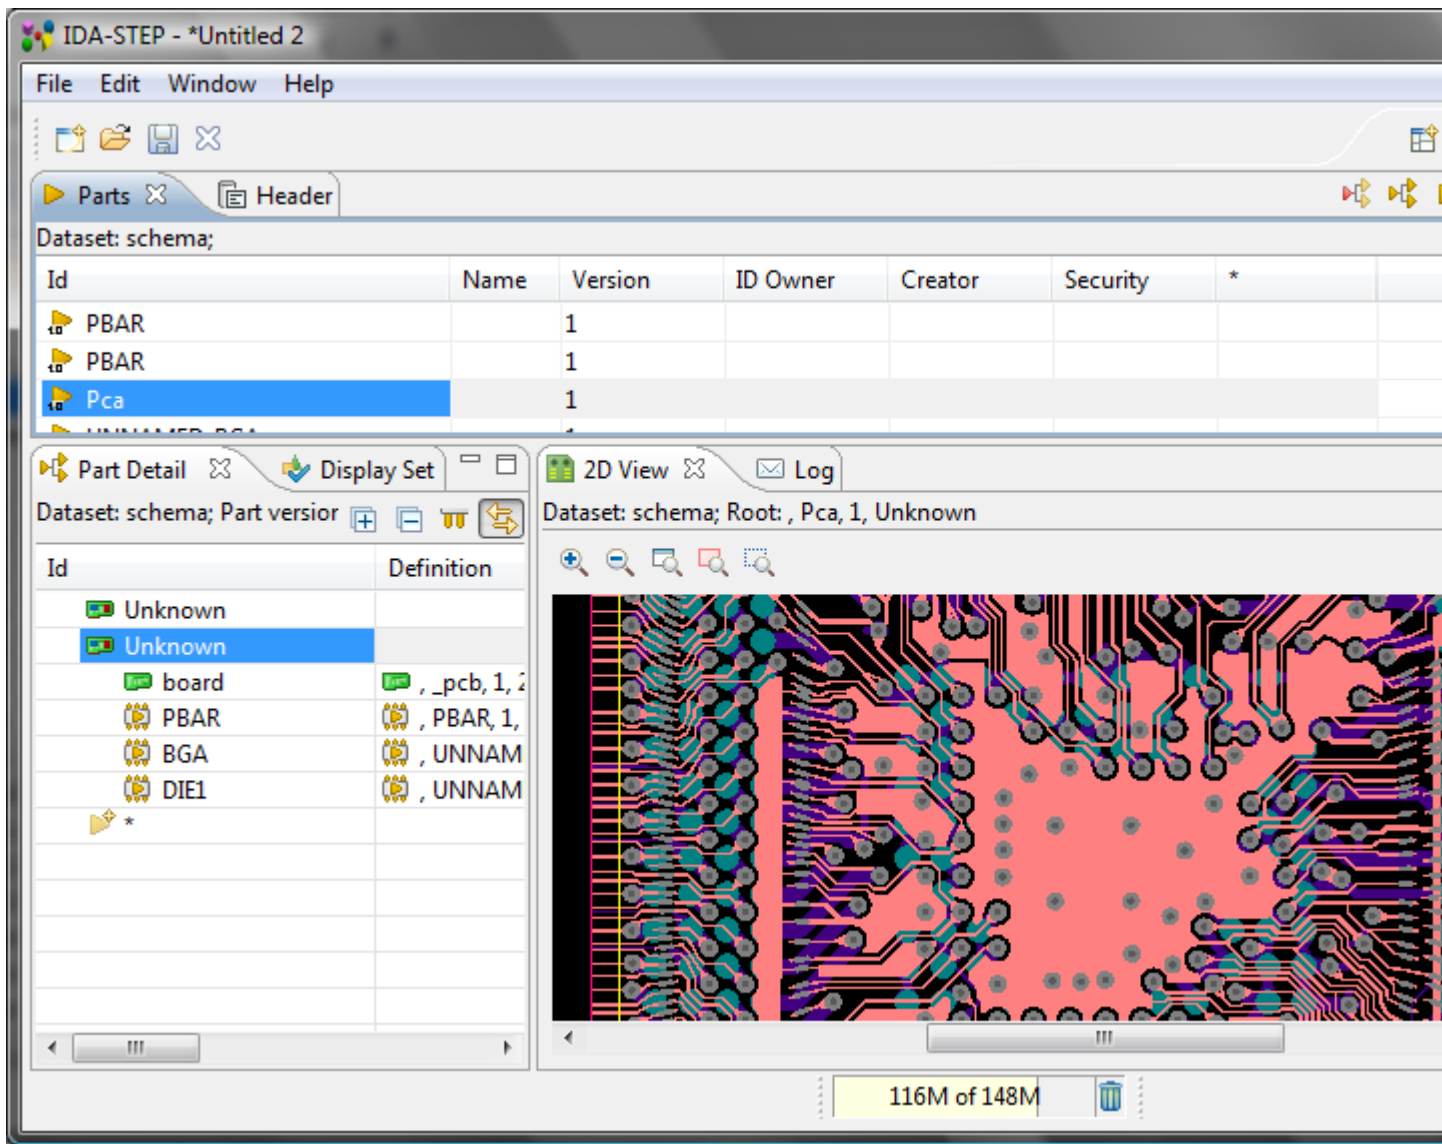 IDA-STEP - *Untitled 2
File Edit Window Help
Parts Header
Dataset: schema;
Id Name Version ID Owner Creator Security *
PBAR 1
PBAR 1
Pca 1
Part Detail Display Set
Dataset: schema; Part versior
Id Definition
Unknown
Unknown
board , _pcb, 1, 2
PBAR , PBAR, 1,
BGA , UNNAM
DIE1 , UNNAM
*
2D View Log
Dataset: schema; Root: , Pca, 1, Unknown
116M of 148M